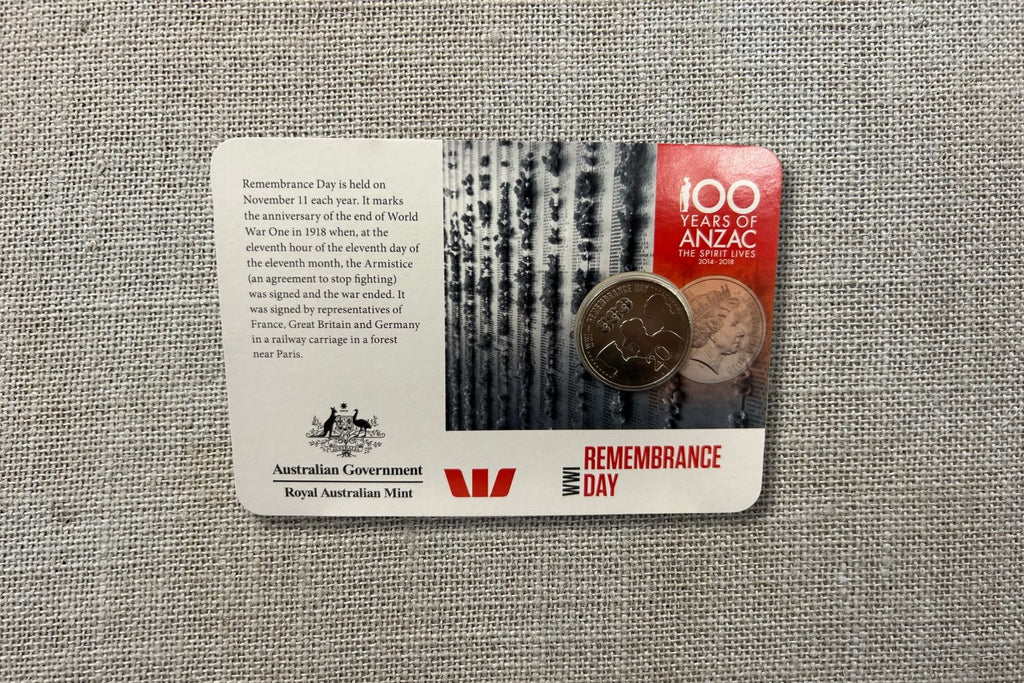 Remembrance Day is held on
November 11 each year. It marks
the anniversary of the end of World
War One in 1918 when, at the
eleventh hour of the eleventh day of
the eleventh month, the Armistice
(an agreement to stop fighting)
was signed and the war ended. It
was signed by representatives of
France, Great Britain and Germany
in a railway carriage in a forest
near Paris.
Australian Government
Royal Australian Mint
100
YEARS OF
ANZAC
THE SPIRIT LIVES
2014 - 2018
REMEMBRANCE DAY
20
WWI
REMEMBRANCE
DAY